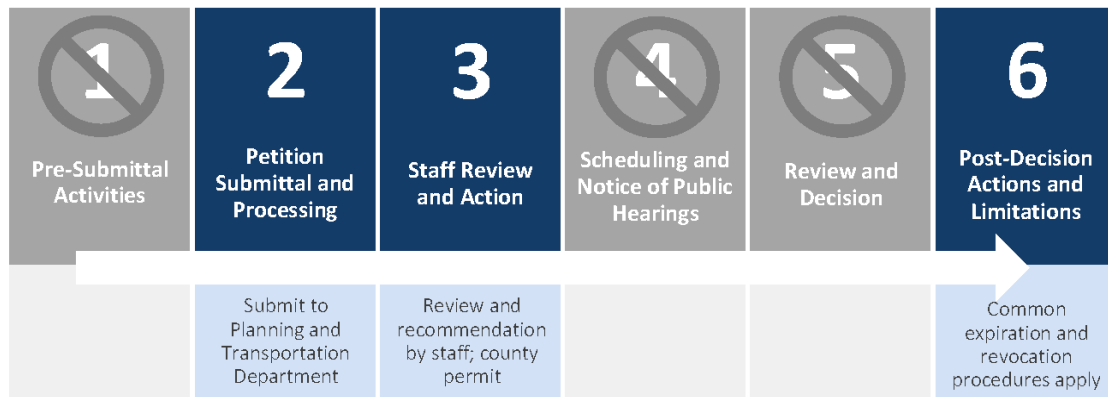 1
Pre-Submittal
Activities
2
Petition
Submittal and
Processing
Submit to
Planning and
Transportation
Department
3
Staff Review
and Action
Review and
recommendation
by staff; county
permit
4
Scheduling and
Notice of Public
Hearings
5
Review and
Decision
6
Post-Decision
Actions and
Limitations
Common
expiration and
revocation
procedures apply